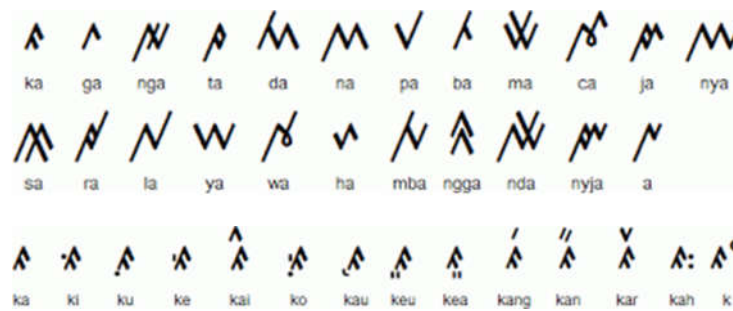 ꤰ ꤱ ꤲ ꤳ ꤴ ꤵ ꤶ ꤷ ꤸ ꤹ ꤺ ꤻ
ka ga nga ta da na pa ba ma ca ja nya
ꤼ ꤽ ꤾ ꤿ ꥀ ꥁ ꥂ ꥃ ꥄ ꥅ ꥆ
sa ra la ya wa ha mba ngga nda nyja a
ꤰ ꤰꥇ ꤰꥈ ꤰꥉ ꤰꥊ ꤰꥋ ꤰꥌ ꤰꥍ ꤰꥎ ꤰꥏ ꤰꥐ ꤰꥑ ꤰꥒ ꤰ꥓
ka ki ku ke kai ko kau keu kea kang kan kar kah k